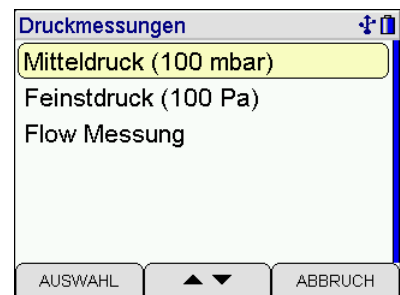 Druckmessungen
Mitteldruck (100 mbar)
Feinstdruck (100 Pa)
Flow Messung
AUSWAHL ABBRUCH